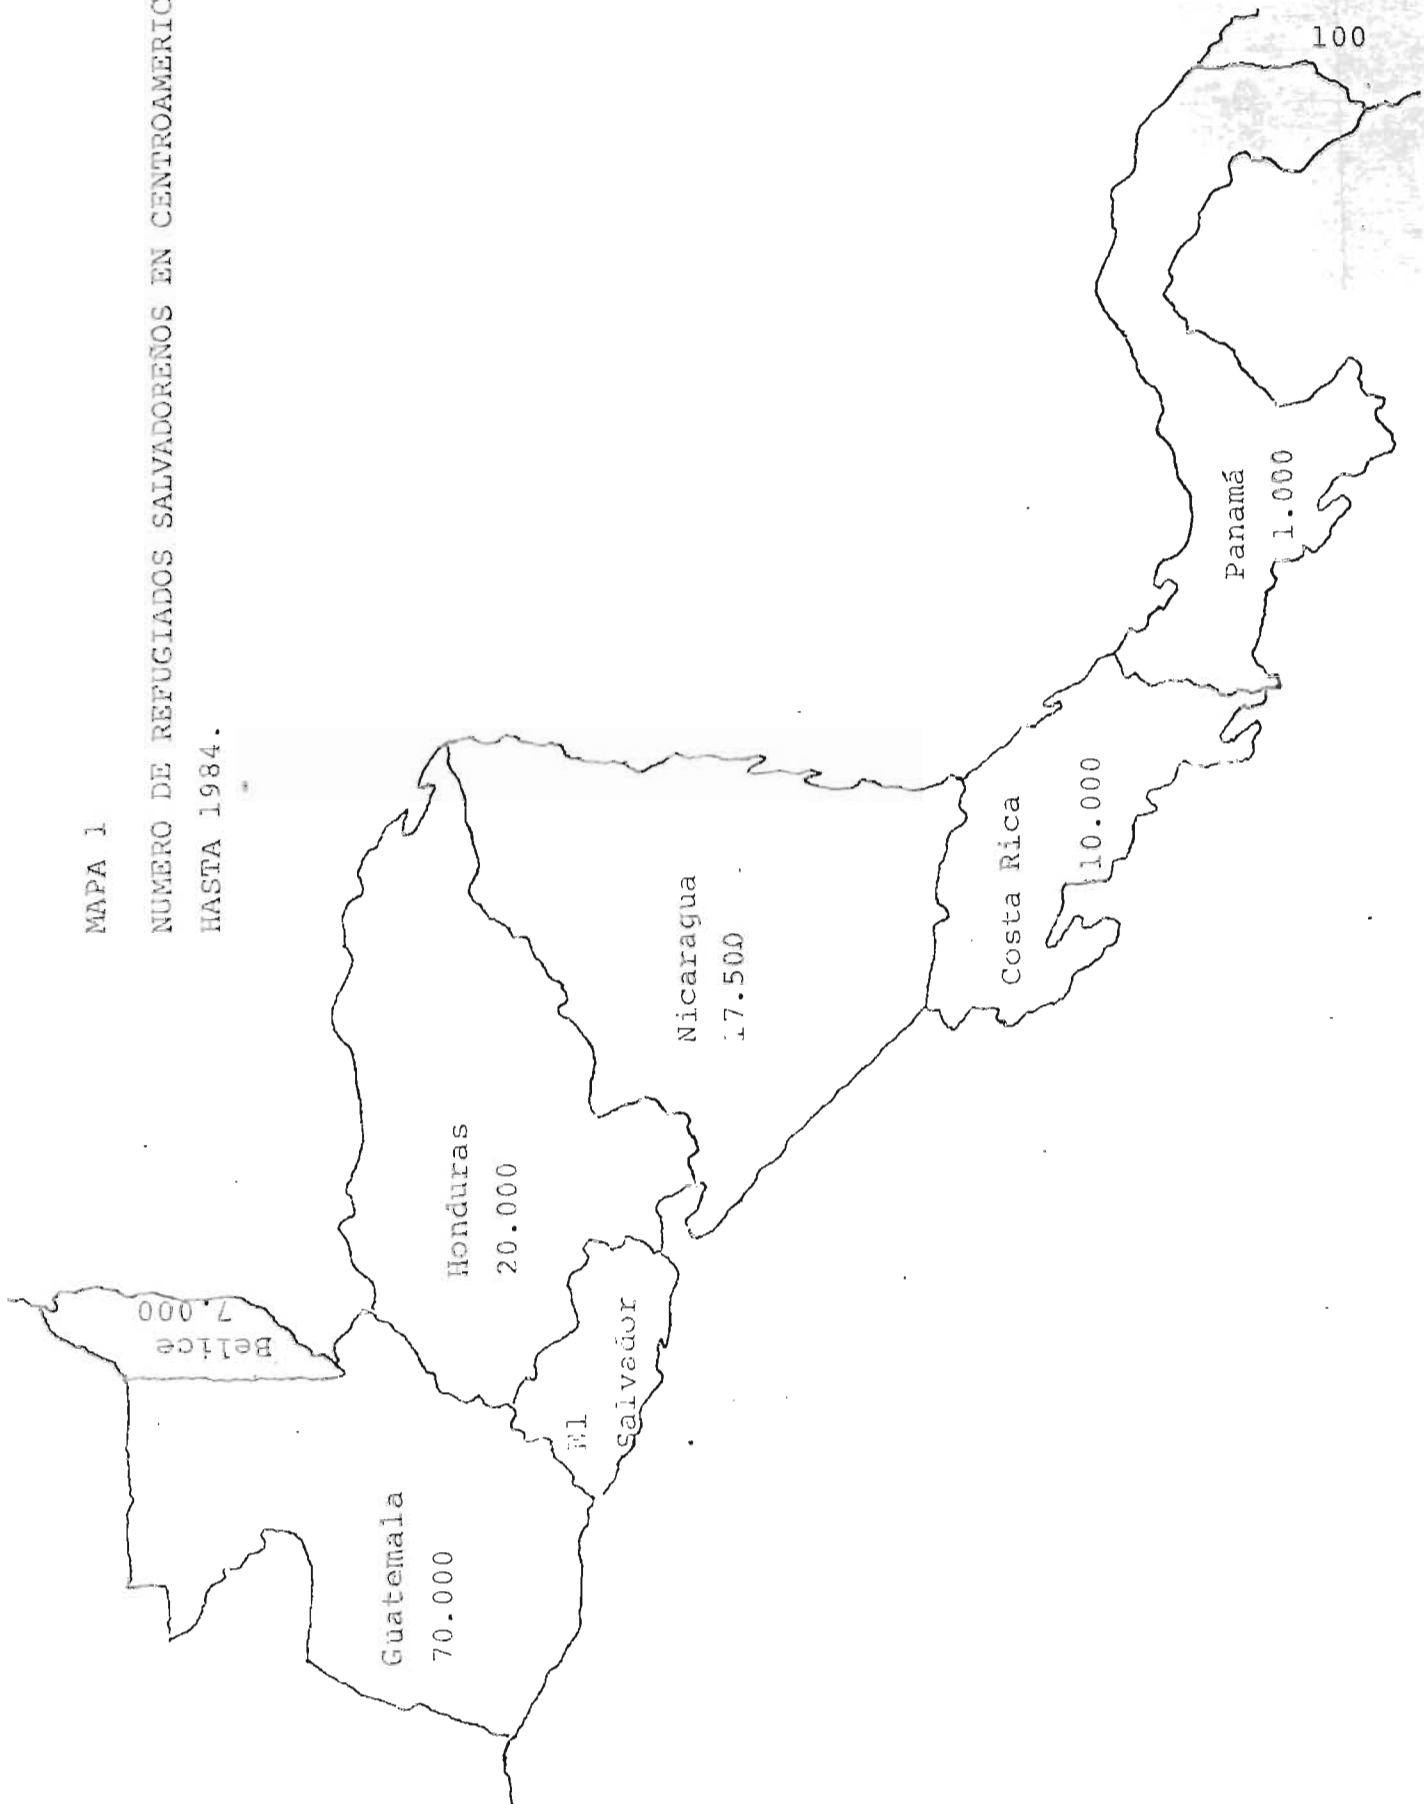 100
MAPA 1
NUMERO DE REFUGIADOS SALVADOREÑOS EN CENTROAMERIC
HASTA 1984.
Belice
7.000
Guatemala
70.000
Honduras
20.000
El
Salvador
Nicaragua
17.500
Costa Rica
10.000
Panamá
1.000